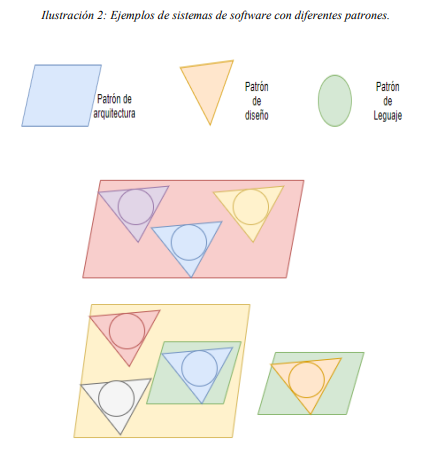 Ilustración 2: Ejemplos de sistemas de software con diferentes patrones.
Patrón de
arquitectura
Patrón
de
diseño
Patrón
de
Leguaje